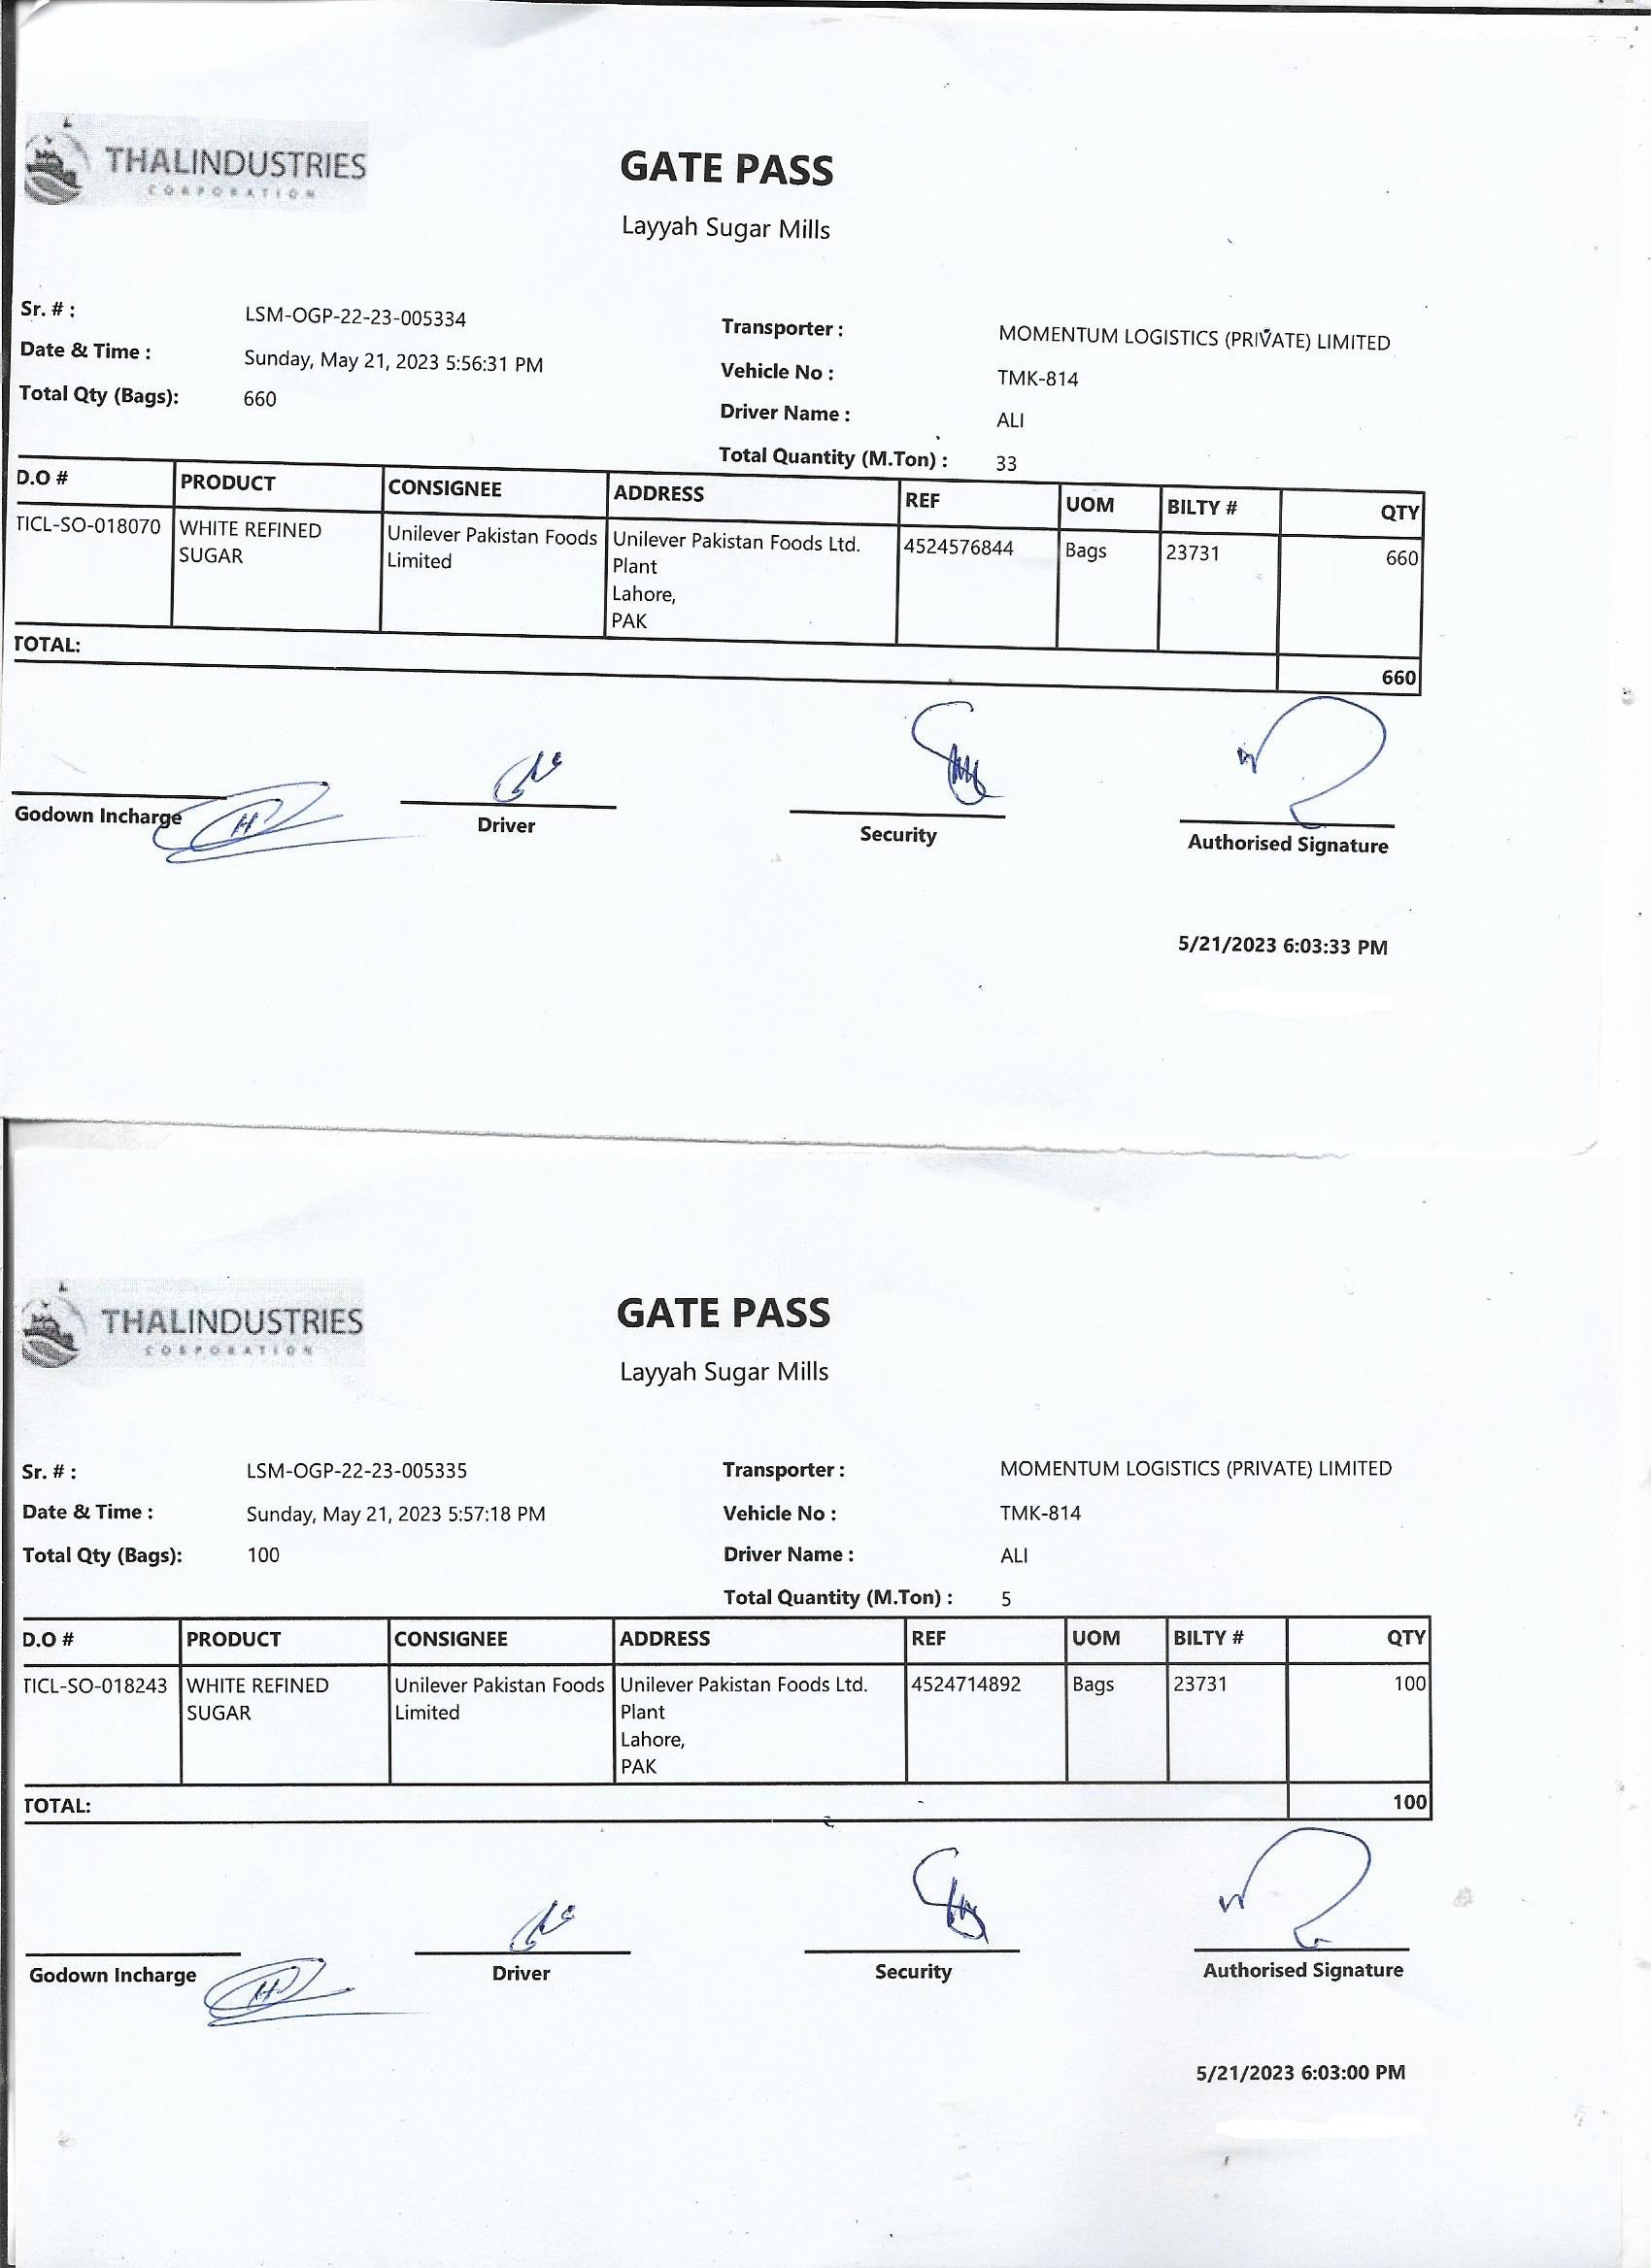 THALINDUSTRIES
CORPORATION
GATE PASS
Layyah Sugar Mills
Sr. # : LSM-OGP-22-23-005334 Transporter : MOMENTUM LOGISTICS (PRIVATE) LIMITED
Date & Time : Sunday, May 21, 2023 5:56:31 PM Vehicle No : TMK-814
Total Qty (Bags): 660 Driver Name : ALI
Total Quantity (M.Ton) : 33
D.O # PRODUCT CONSIGNEE ADDRESS REF UOM BILTY # QTY
TICL-SO-018070 WHITE REFINED Unilever Pakistan Foods Unilever Pakistan Foods Ltd. 4524576844 Bags 23731 660
SUGAR Limited Plant
Lahore,
PAK
TOTAL: 660
Godown Incharge Driver Security Authorised Signature
5/21/2023 6:03:33 PM
THALINDUSTRIES
CORPORATION
GATE PASS
Layyah Sugar Mills
Sr. # : LSM-OGP-22-23-005335 Transporter : MOMENTUM LOGISTICS (PRIVATE) LIMITED
Date & Time : Sunday, May 21, 2023 5:57:18 PM Vehicle No : TMK-814
Total Qty (Bags): 100 Driver Name : ALI
Total Quantity (M.Ton) : 5
D.O # PRODUCT CONSIGNEE ADDRESS REF UOM BILTY # QTY
TICL-SO-018243 WHITE REFINED Unilever Pakistan Foods Unilever Pakistan Foods Ltd. 4524714892 Bags 23731 100
SUGAR Limited Plant
Lahore,
PAK
TOTAL: 100
Godown Incharge Driver Security Authorised Signature
5/21/2023 6:03:00 PM